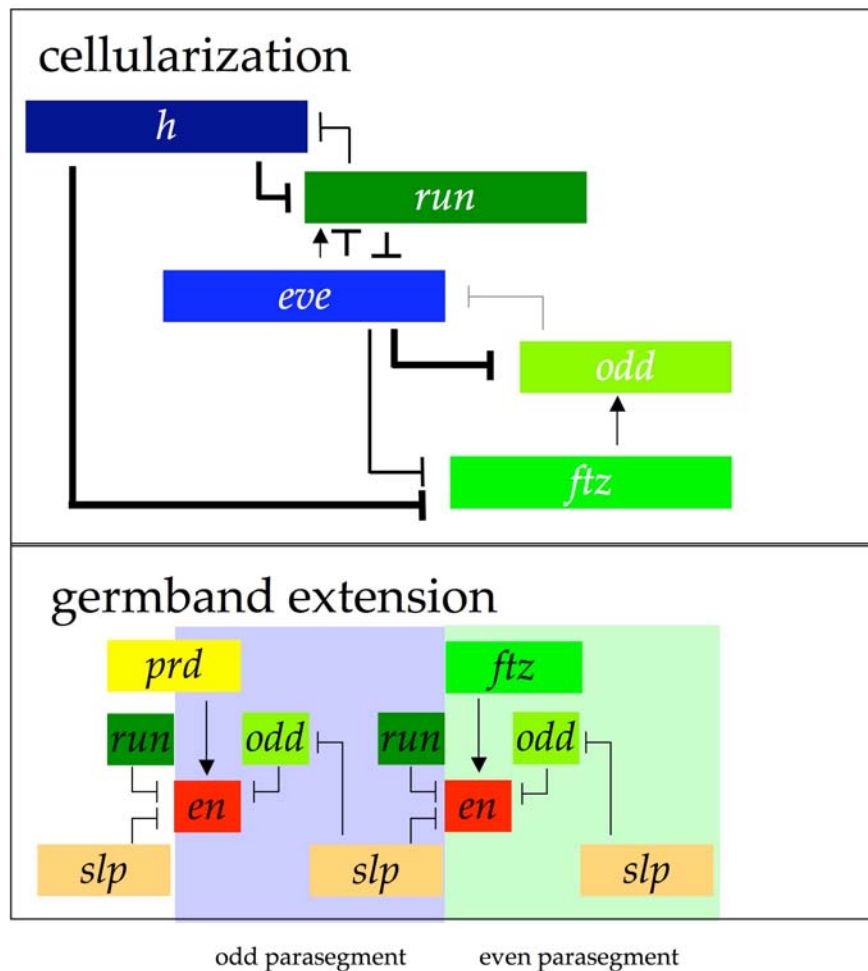 cellularization
h
run
eve
odd
ftz
germband extension
prd
ftz
run
odd
run
odd
en
en
slp
slp
slp
odd parasegment
even parasegment